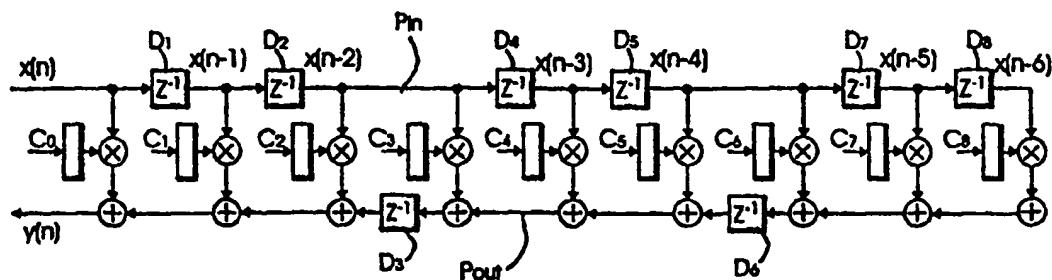 D1 D2 Pin D4 D5 D7 D8
x(n) x(n-1) x(n-2) x(n-3) x(n-4) x(n-5) x(n-6)
Z-1 Z-1 Z-1 Z-1 Z-1 Z-1
C0 C1 C2 C3 C4 C5 C6 C7 C8
Z-1 Z-1
y(n) D3 Pout D6